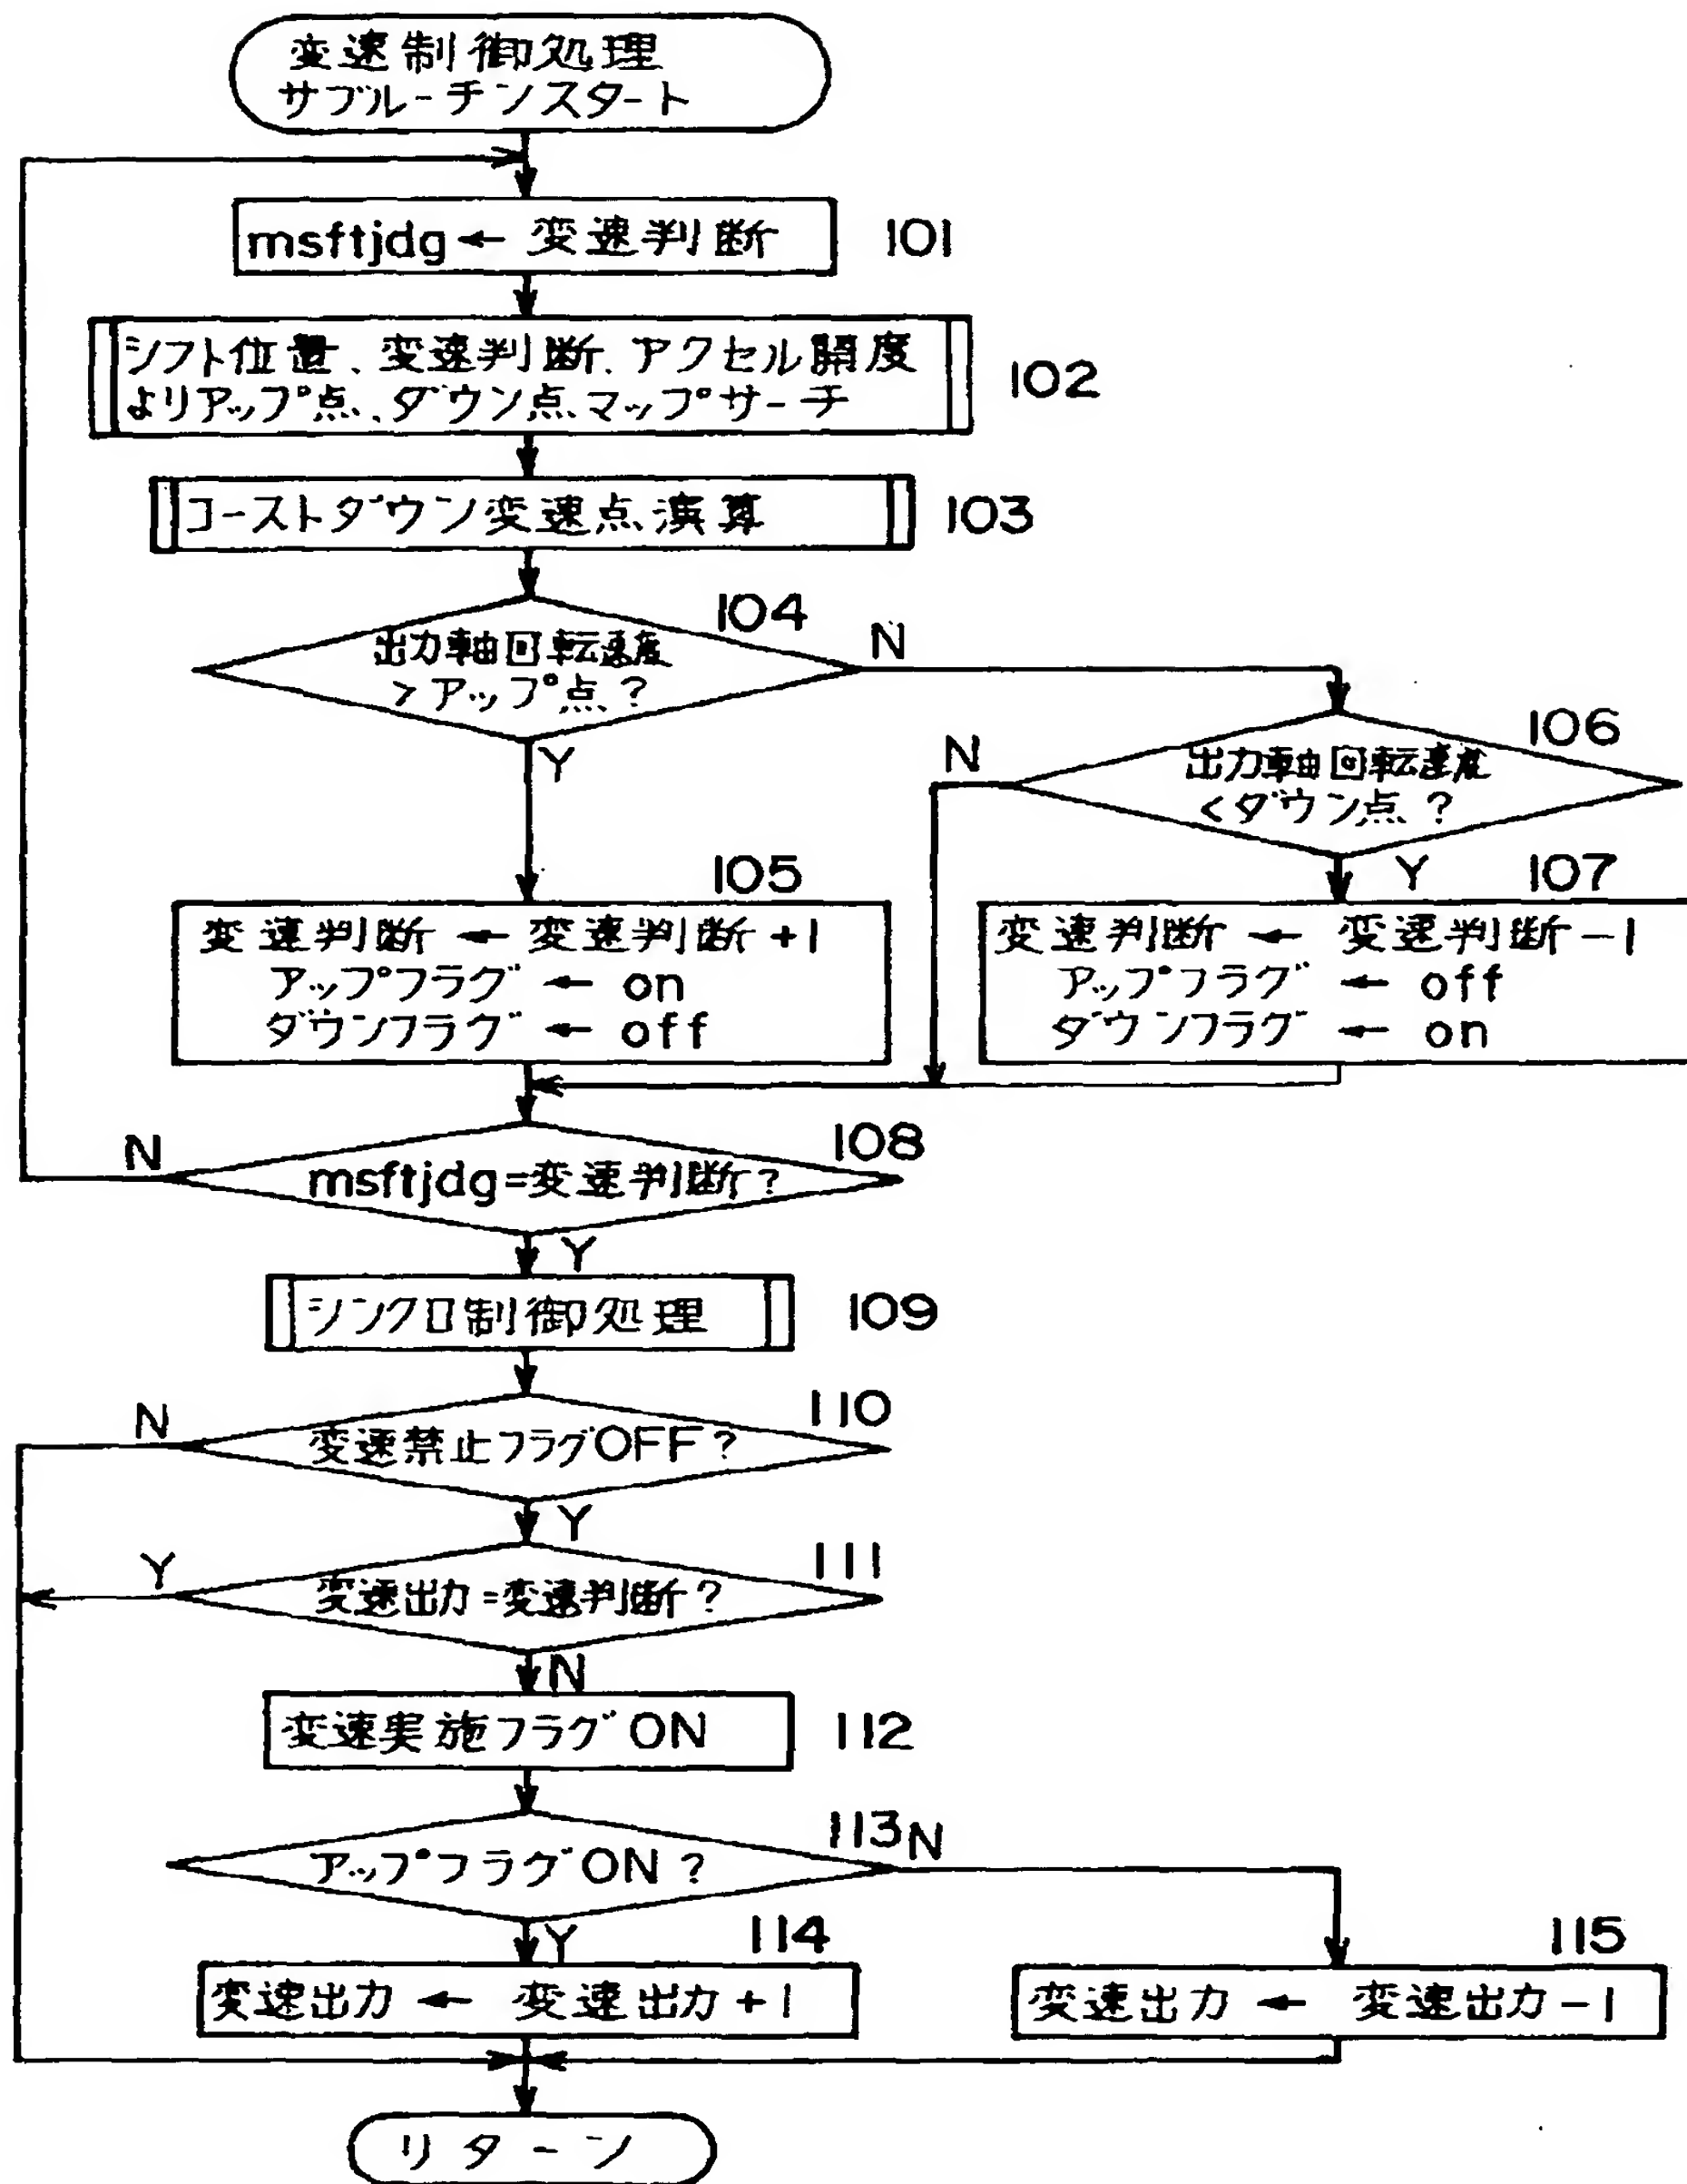 変速制御処理
サブルーチンスタート
msftjdg ← 変速判断
101
シフト位置、変速判断、アクセル開度
よりアップ点、ダウン点マップサーチ
102
コーストダウン変速点演算
103
104
出力軸回転速度
>アップ点?
N
Y
106
出力軸回転速度
<ダウン点?
N
Y
105
変速判断 ← 変速判断+1
アップフラグ ← on
ダウンフラグ ← off
107
変速判断 ← 変速判断-1
アップフラグ ← off
ダウンフラグ ← on
108
msftjdg=変速判断?
N
Y
シンクロ制御処理
109
110
変速禁止フラグOFF?
N
Y
111
変速出力=変速判断?
Y
N
変速実施フラグON
112
113
アップフラグON?
N
Y
114
変速出力 ← 変速出力+1
115
変速出力 ← 変速出力-1
リターン